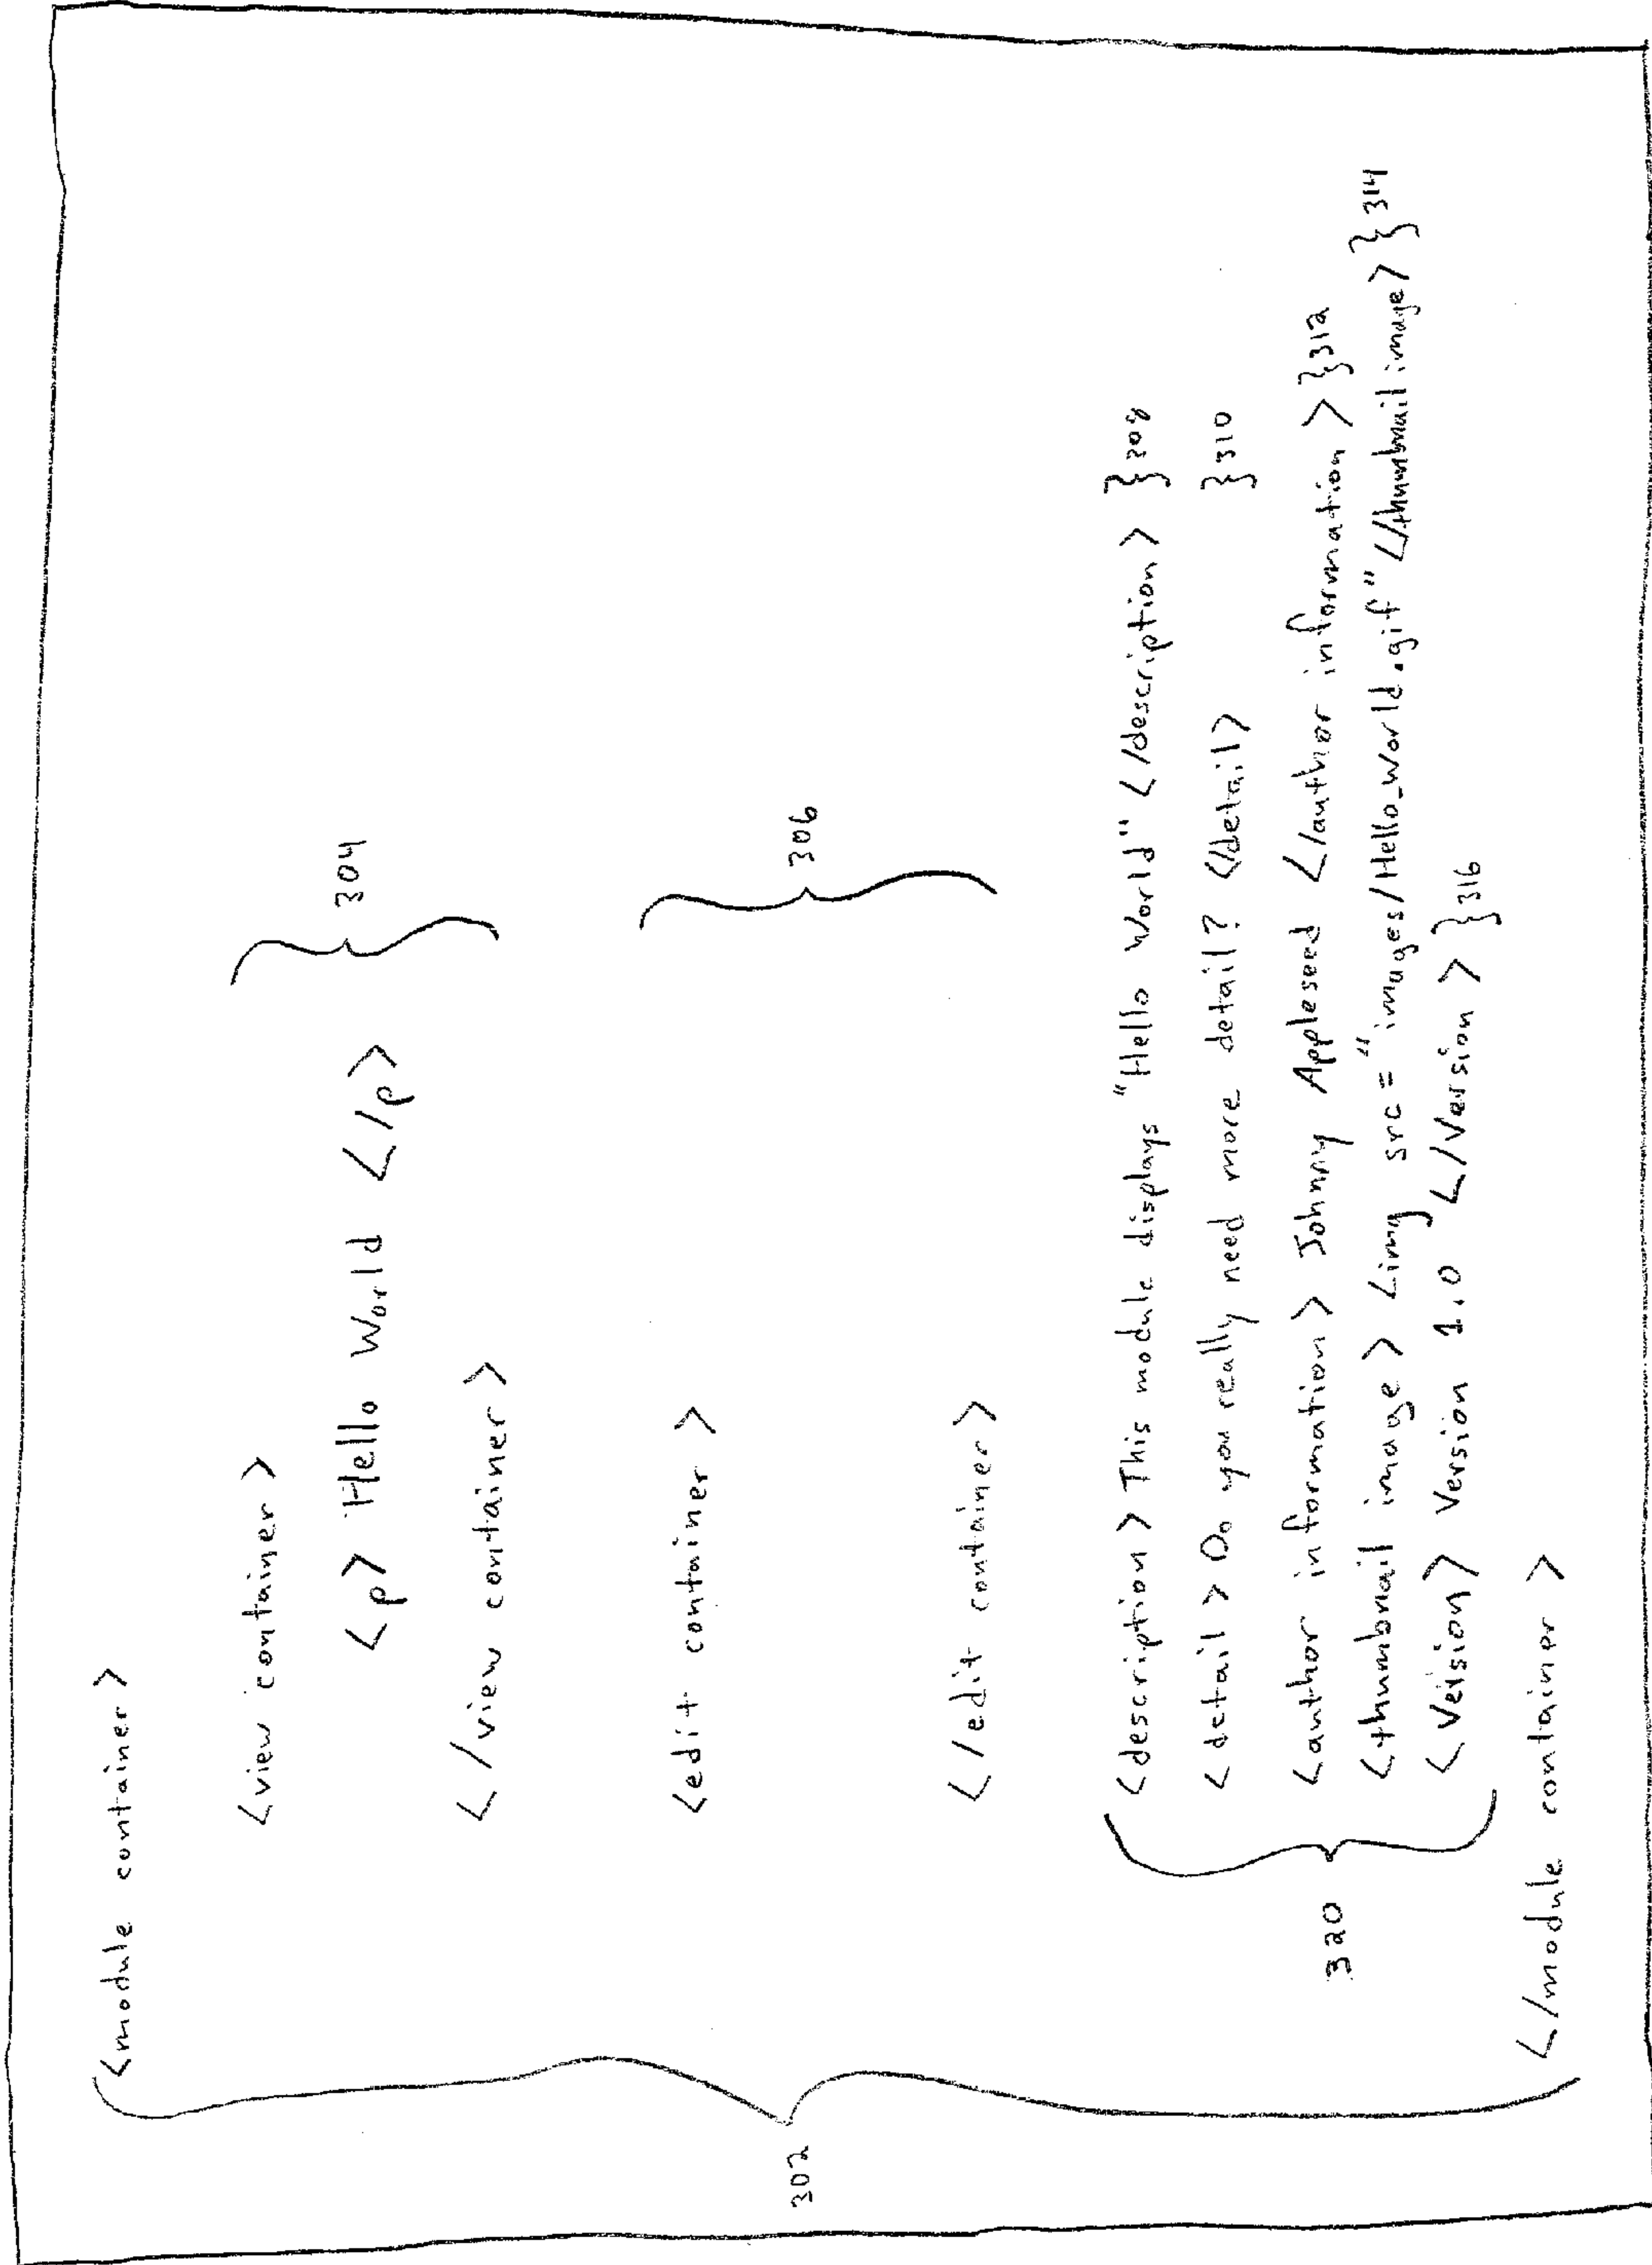 <module container>
<view container>
<p> Hello World </p>
304
</view container>
<edit container>
306
</edit container>
302
<description> This module displays "Hello World" </description> }308
<detail> Do you really need more detail? </detail> }310
<author information> Johnny Appleseed </author information> }312
320
<thumbnail image> <img src="images/Hello_World.gif" </thumbnail image> }314
<Version> Version 1.0 </Version> }316
</module container>